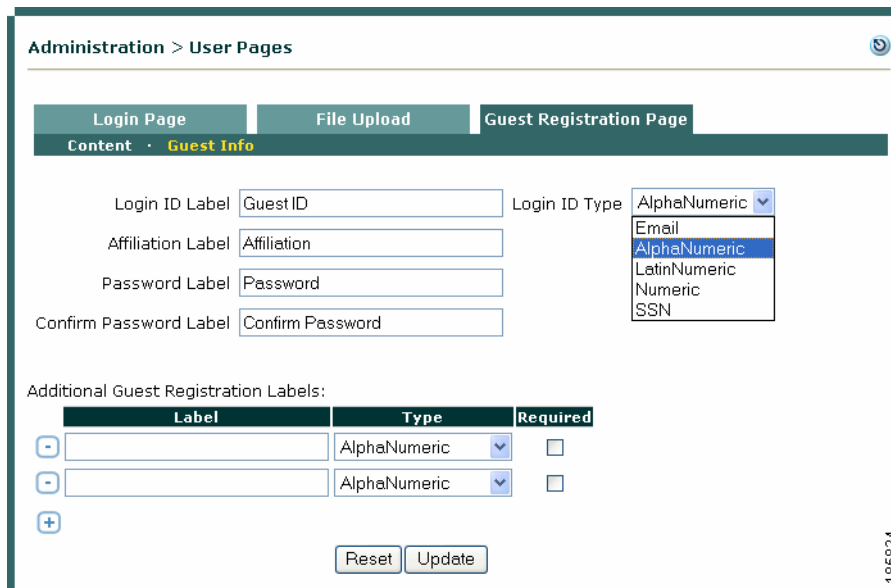 Administration > User Pages
Login Page File Upload Guest Registration Page
Content · Guest Info
Login ID Label Guest ID Login ID Type AlphaNumeric
Email
Affiliation Label Affiliation AlphaNumeric
LatinNumeric
Password Label Password Numeric
SSN
Confirm Password Label Confirm Password
Additional Guest Registration Labels:
Label Type Required
- AlphaNumeric
- AlphaNumeric
+
Reset Update